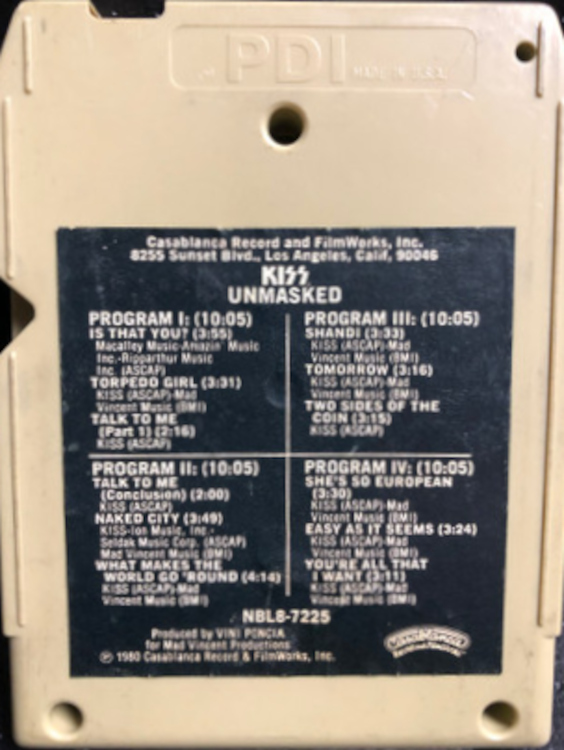 PDI MADE IN U.S.A.
Casablanca Record and FilmWorks, Inc.
8255 Sunset Blvd., Los Angeles, Calif. 90046
KISS
UNMASKED
PROGRAM I: (10:05)
IS THAT YOU? (3:55)
Macalley Music-Amazin' Music
Inc.-Ripparthur Music
Inc. (ASCAP)
TORPEDO GIRL (3:31)
KISS (ASCAP)-Mad
Vincent Music (BMI)
TALK TO ME
(Part 1) (2:16)
KISS (ASCAP)
PROGRAM III: (10:05)
SHANDI (3:33)
KISS (ASCAP)-Mad
Vincent Music (BMI)
TOMORROW (3:16)
KISS (ASCAP)-Mad
Vincent Music (BMI)
TWO SIDES OF THE
COIN (3:15)
KISS (ASCAP)
PROGRAM II: (10:05)
TALK TO ME
(Conclusion) (2:00)
KISS (ASCAP)
NAKED CITY (3:49)
KISS-Ion Music, Inc.-
Seldak Music Corp. (ASCAP)
Mad Vincent Music (BMI)
WHAT MAKES THE
WORLD GO 'ROUND (4:14)
KISS (ASCAP)-Mad
Vincent Music (BMI)
PROGRAM IV: (10:05)
SHE'S SO EUROPEAN
(3:30)
KISS (ASCAP)-Mad
Vincent Music (BMI)
EASY AS IT SEEMS (3:24)
KISS (ASCAP)-Mad
Vincent Music (BMI)
YOU'RE ALL THAT
I WANT (3:11)
KISS (ASCAP)-Mad
Vincent Music (BMI)
NBL8-7225
Produced by VINI PONCIA
for Mad Vincent Productions
℗ 1980 Casablanca Record & FilmWorks, Inc.